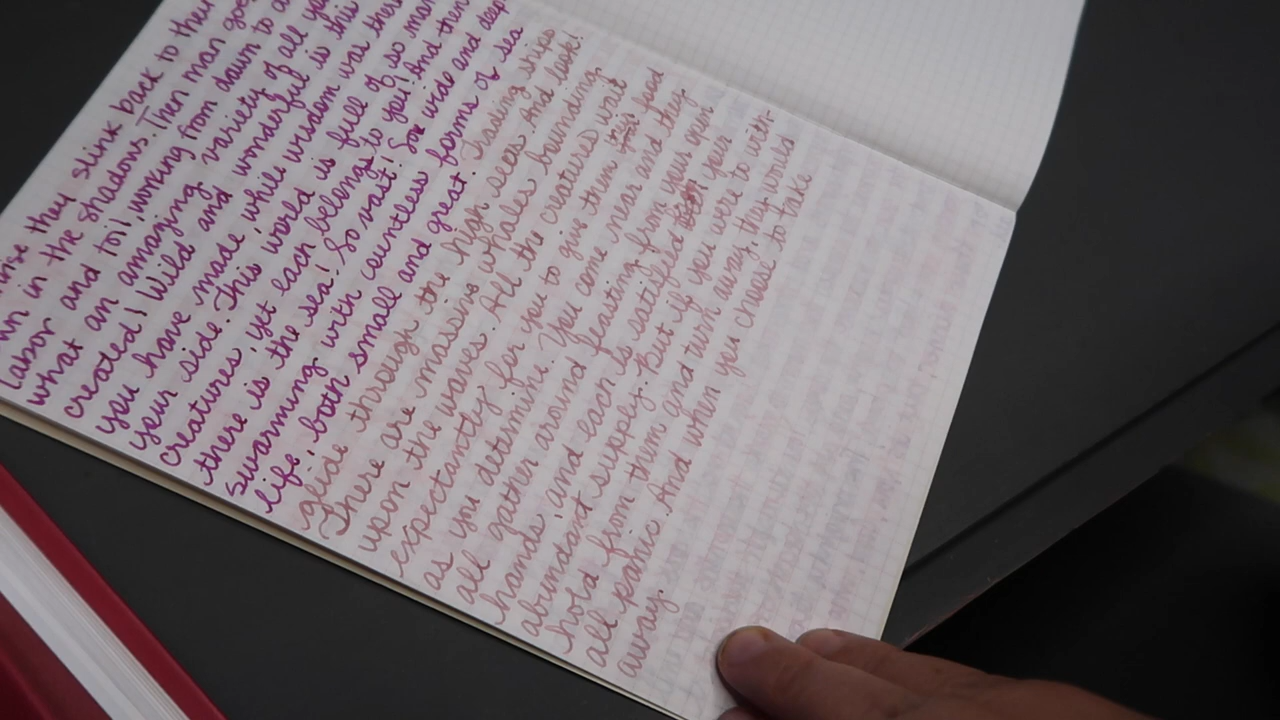 they slink back to their
in the shadows. Then man goes
labor and toil, working from dawn to
what an amazing variety of all you
created! Wild and wonderful is this
you have made, while wisdom was there
your side. This world is full of so many
creatures, yet each belongs to you! And then
there is the sea! So vast! So wide and deep
swarming with countless forms of sea
life, both small and great. Trading ships
glide through the high seas. And look!
There are massive whales bounding
upon the waves. All the creatures wait
expectantly for you to give them food
as you determine. You come near and they
all gather around feasting from your open
hands, and each is satisfied your
abundant supply. But if you were to with-
hold from them and turn away, they would
all panic. And when you choose to take
away.